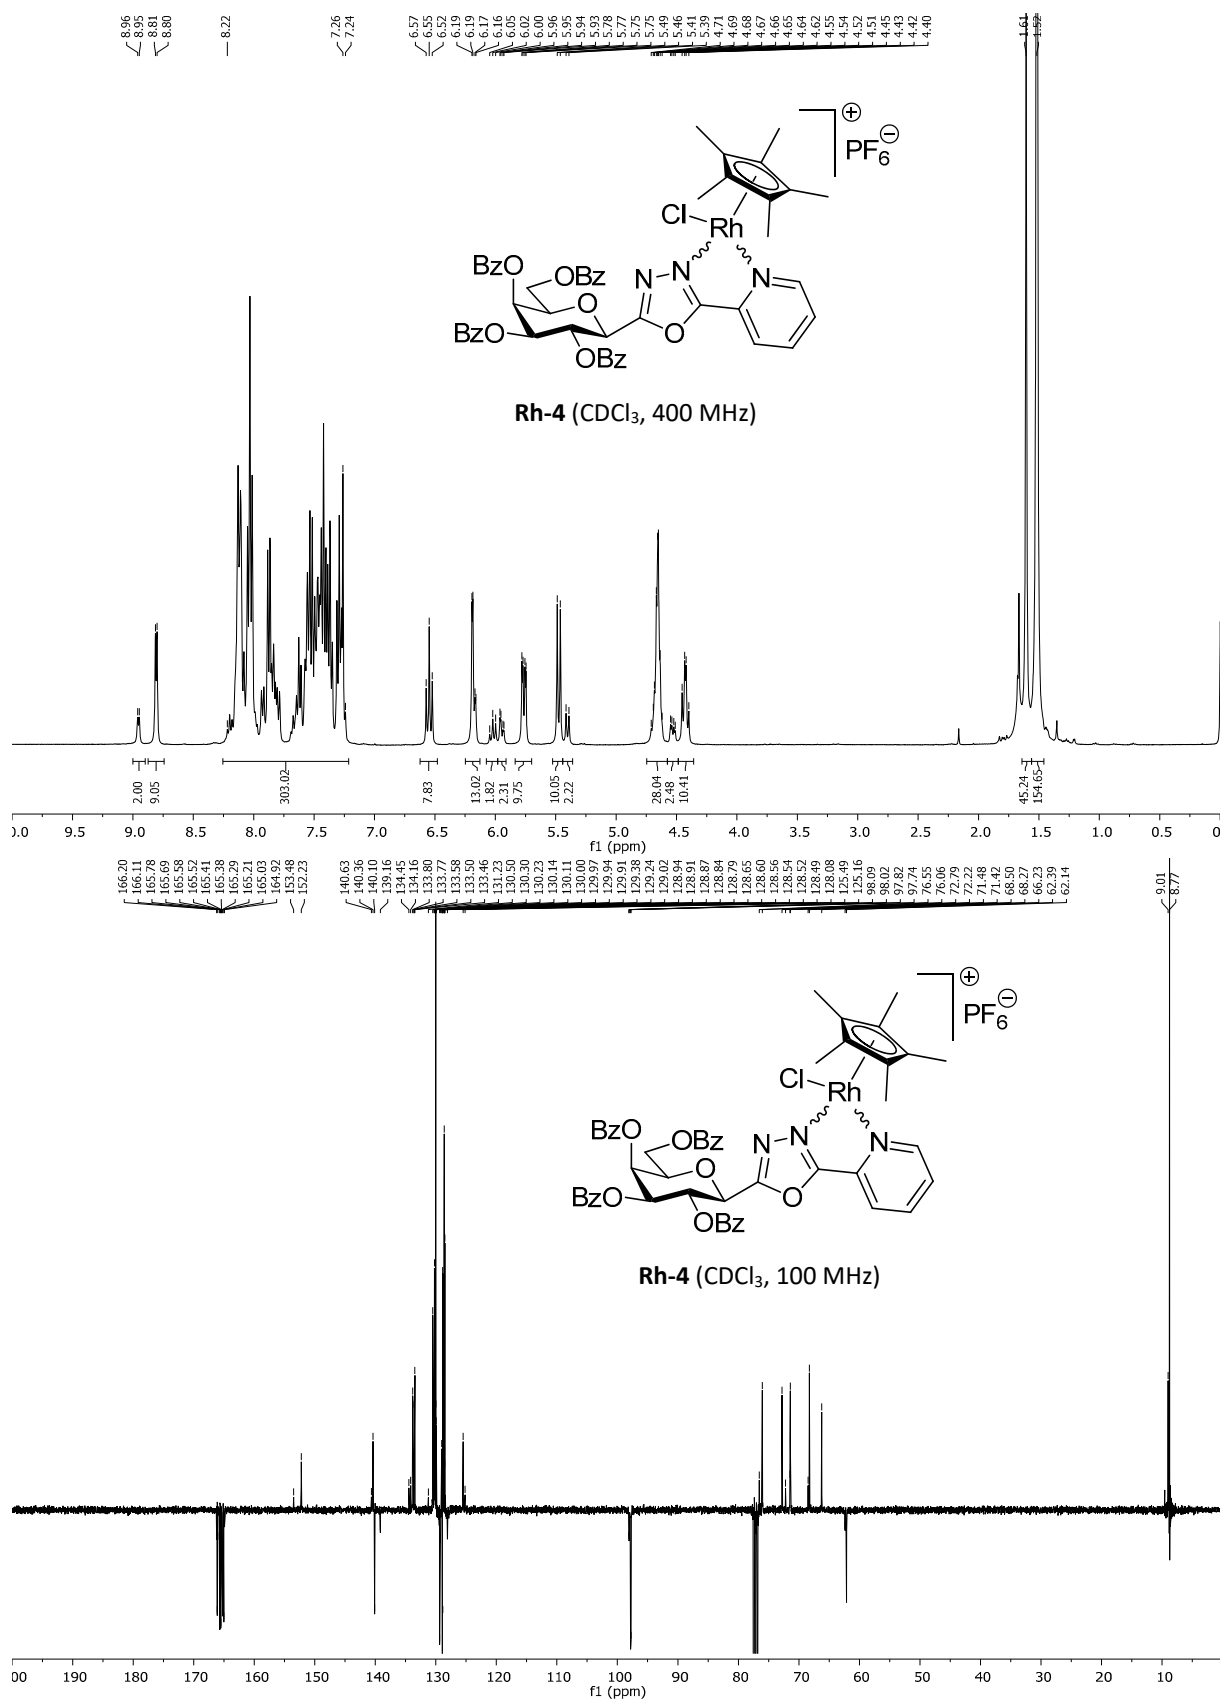 8.96 8.95 8.81 8.80 8.22 7.26 7.24 6.57 6.55 6.52 6.19 6.19 6.17 6.16 6.05 6.02 6.00 5.96 5.95 5.94 5.93 5.78 5.77 5.75 5.75 5.49 5.46 5.41 5.39 4.71 4.69 4.68 4.67 4.66 4.65 4.64 4.62 4.55 4.54 4.52 4.51 4.45 4.43 4.42 4.40 1.61 1.52
⊕
PF6⊖
Cl Rh
N N N
BzO OBz
O
BzO O
OBz
Rh-4 (CDCl3, 400 MHz)
2.00 9.05 303.02 7.83 13.02 1.82 2.31 9.75 10.05 2.22 28.04 2.48 10.41 45.24 154.65
0.0 9.5 9.0 8.5 8.0 7.5 7.0 6.5 6.0 5.5 5.0 4.5 4.0 3.5 3.0 2.5 2.0 1.5 1.0 0.5 0
f1 (ppm)
166.20 166.11 165.78 165.69 165.58 165.52 165.41 165.38 165.29 165.21 165.03 164.92 153.48 152.23 140.63 140.36 140.10 139.16 134.45 134.16 133.80 133.77 133.58 133.50 133.46 131.23 130.50 130.30 130.23 130.14 130.11 130.00 129.97 129.94 129.91 129.38 129.24 129.02 128.94 128.91 128.87 128.84 128.79 128.65 128.60 128.56 128.54 128.52 128.49 128.08 125.49 125.16 98.09 98.02 97.82 97.74 76.55 76.06 72.79 72.22 71.48 71.42 68.50 68.27 66.23 62.39 62.14 9.01 8.77
⊕
PF6⊖
Cl Rh
N N N
BzO OBz
O
BzO O
OBz
Rh-4 (CDCl3, 100 MHz)
00 190 180 170 160 150 140 130 120 110 100 90 80 70 60 50 40 30 20 10
f1 (ppm)